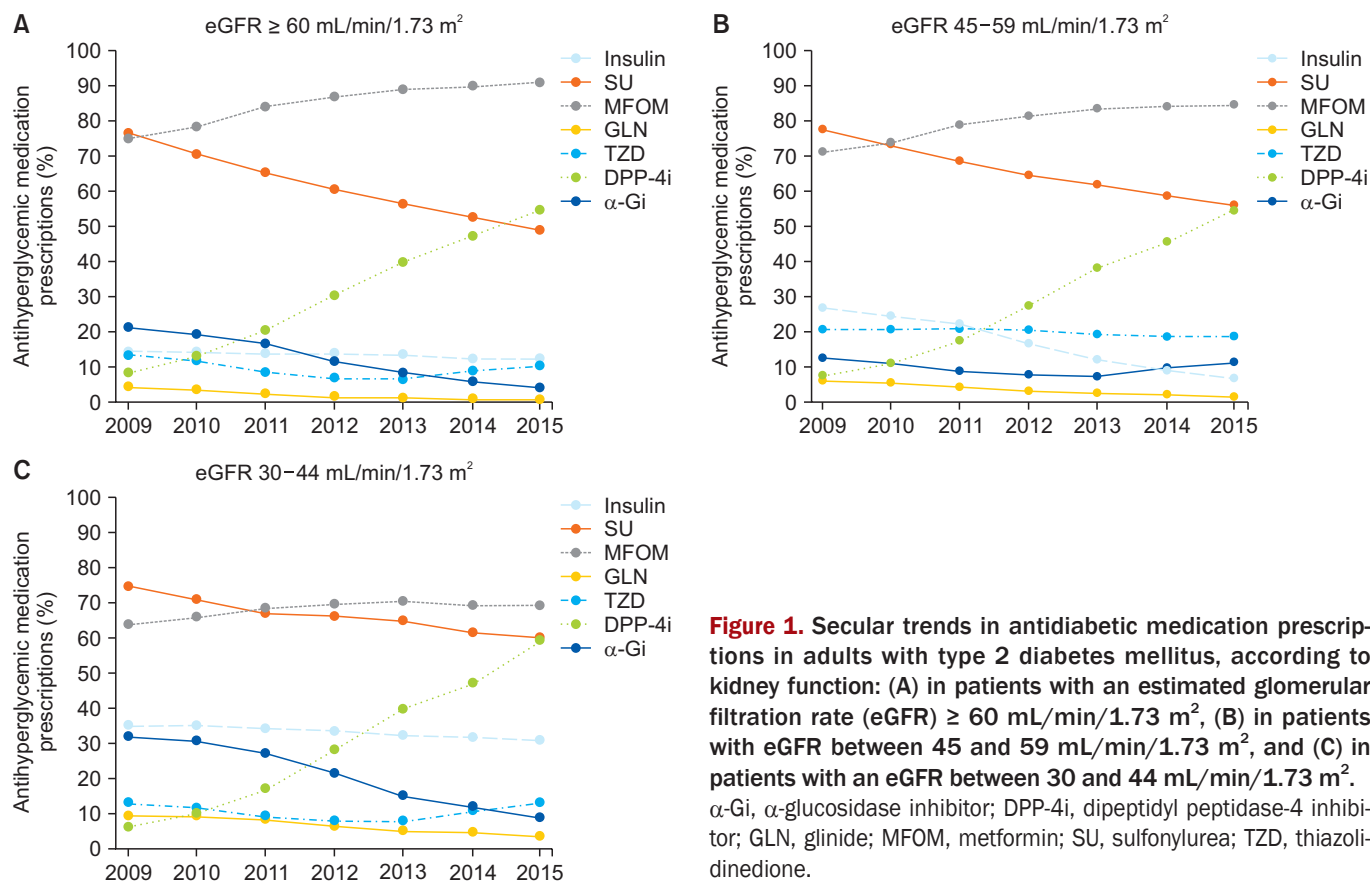 A
eGFR ≥ 60 mL/min/1.73 m²
Antihyperglycemic medication
prescriptions (%)
100
90
80
70
60
50
40
30
20
10
0
2009 2010 2011 2012 2013 2014 2015
Insulin
SU
MFOM
GLN
TZD
DPP-4i
α-Gi
B
eGFR 45−59 mL/min/1.73 m²
Antihyperglycemic medication
prescriptions (%)
100
90
80
70
60
50
40
30
20
10
0
2009 2010 2011 2012 2013 2014 2015
Insulin
SU
MFOM
GLN
TZD
DPP-4i
α-Gi
C
eGFR 30−44 mL/min/1.73 m²
Antihyperglycemic medication
prescriptions (%)
100
90
80
70
60
50
40
30
20
10
0
2009 2010 2011 2012 2013 2014 2015
Insulin
SU
MFOM
GLN
TZD
DPP-4i
α-Gi
Figure 1. Secular trends in antidiabetic medication prescrip-
tions in adults with type 2 diabetes mellitus, according to
kidney function: (A) in patients with an estimated glomerular
filtration rate (eGFR) ≥ 60 mL/min/1.73 m², (B) in patients
with eGFR between 45 and 59 mL/min/1.73 m², and (C) in
patients with an eGFR between 30 and 44 mL/min/1.73 m².
α-Gi, α-glucosidase inhibitor; DPP-4i, dipeptidyl peptidase-4 inhibi-
tor; GLN, glinide; MFOM, metformin; SU, sulfonylurea; TZD, thiazoli-
dinedione.